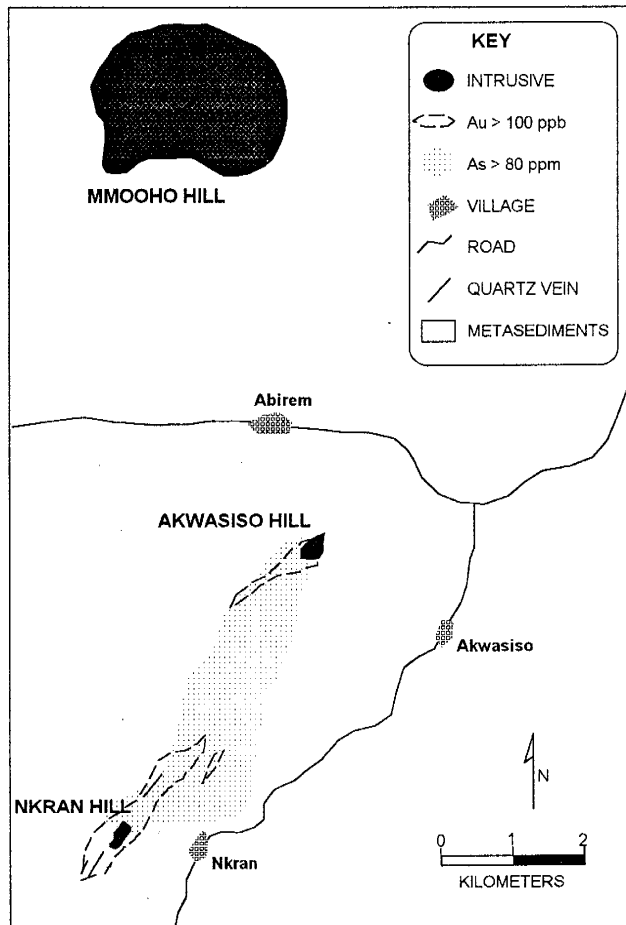 KEY
INTRUSIVE
Au > 100 ppb
As > 80 ppm
VILLAGE
ROAD
QUARTZ VEIN
METASEDIMENTS
MMOOHO HILL
Abirem
AKWASISO HILL
Akwasiso
NKRAN HILL
Nkran
N
0 1 2
KILOMETERS